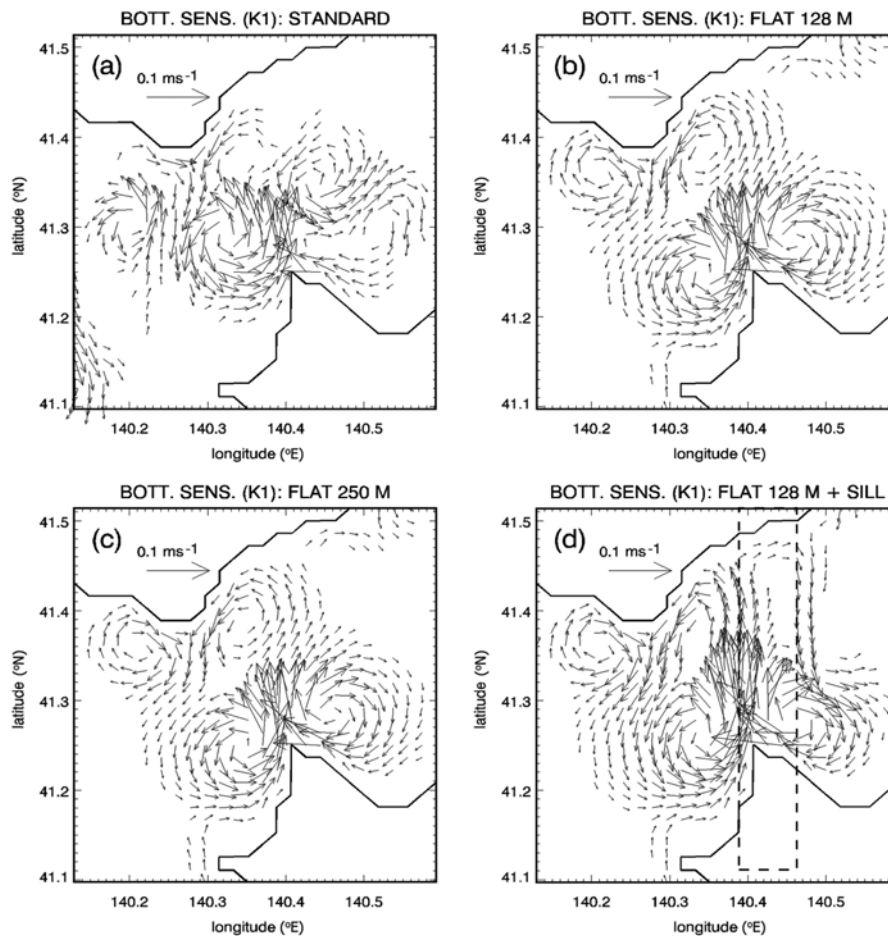 BOTT. SENS. (K1): STANDARD
BOTT. SENS. (K1): FLAT 128 M
(a)
0.1 ms-1
(b)
0.1 ms-1
41.5
41.4
41.3
41.2
41.1
latitude (oN)
140.2 140.3 140.4 140.5
longitude (oE)
41.5
41.4
41.3
41.2
41.1
latitude (oN)
140.2 140.3 140.4 140.5
longitude (oE)
BOTT. SENS. (K1): FLAT 250 M
BOTT. SENS. (K1): FLAT 128 M + SILL
(c)
0.1 ms-1
(d)
0.1 ms-1
41.5
41.4
41.3
41.2
41.1
latitude (oN)
140.2 140.3 140.4 140.5
longitude (oE)
41.5
41.4
41.3
41.2
41.1
latitude (oN)
140.2 140.3 140.4 140.5
longitude (oE)